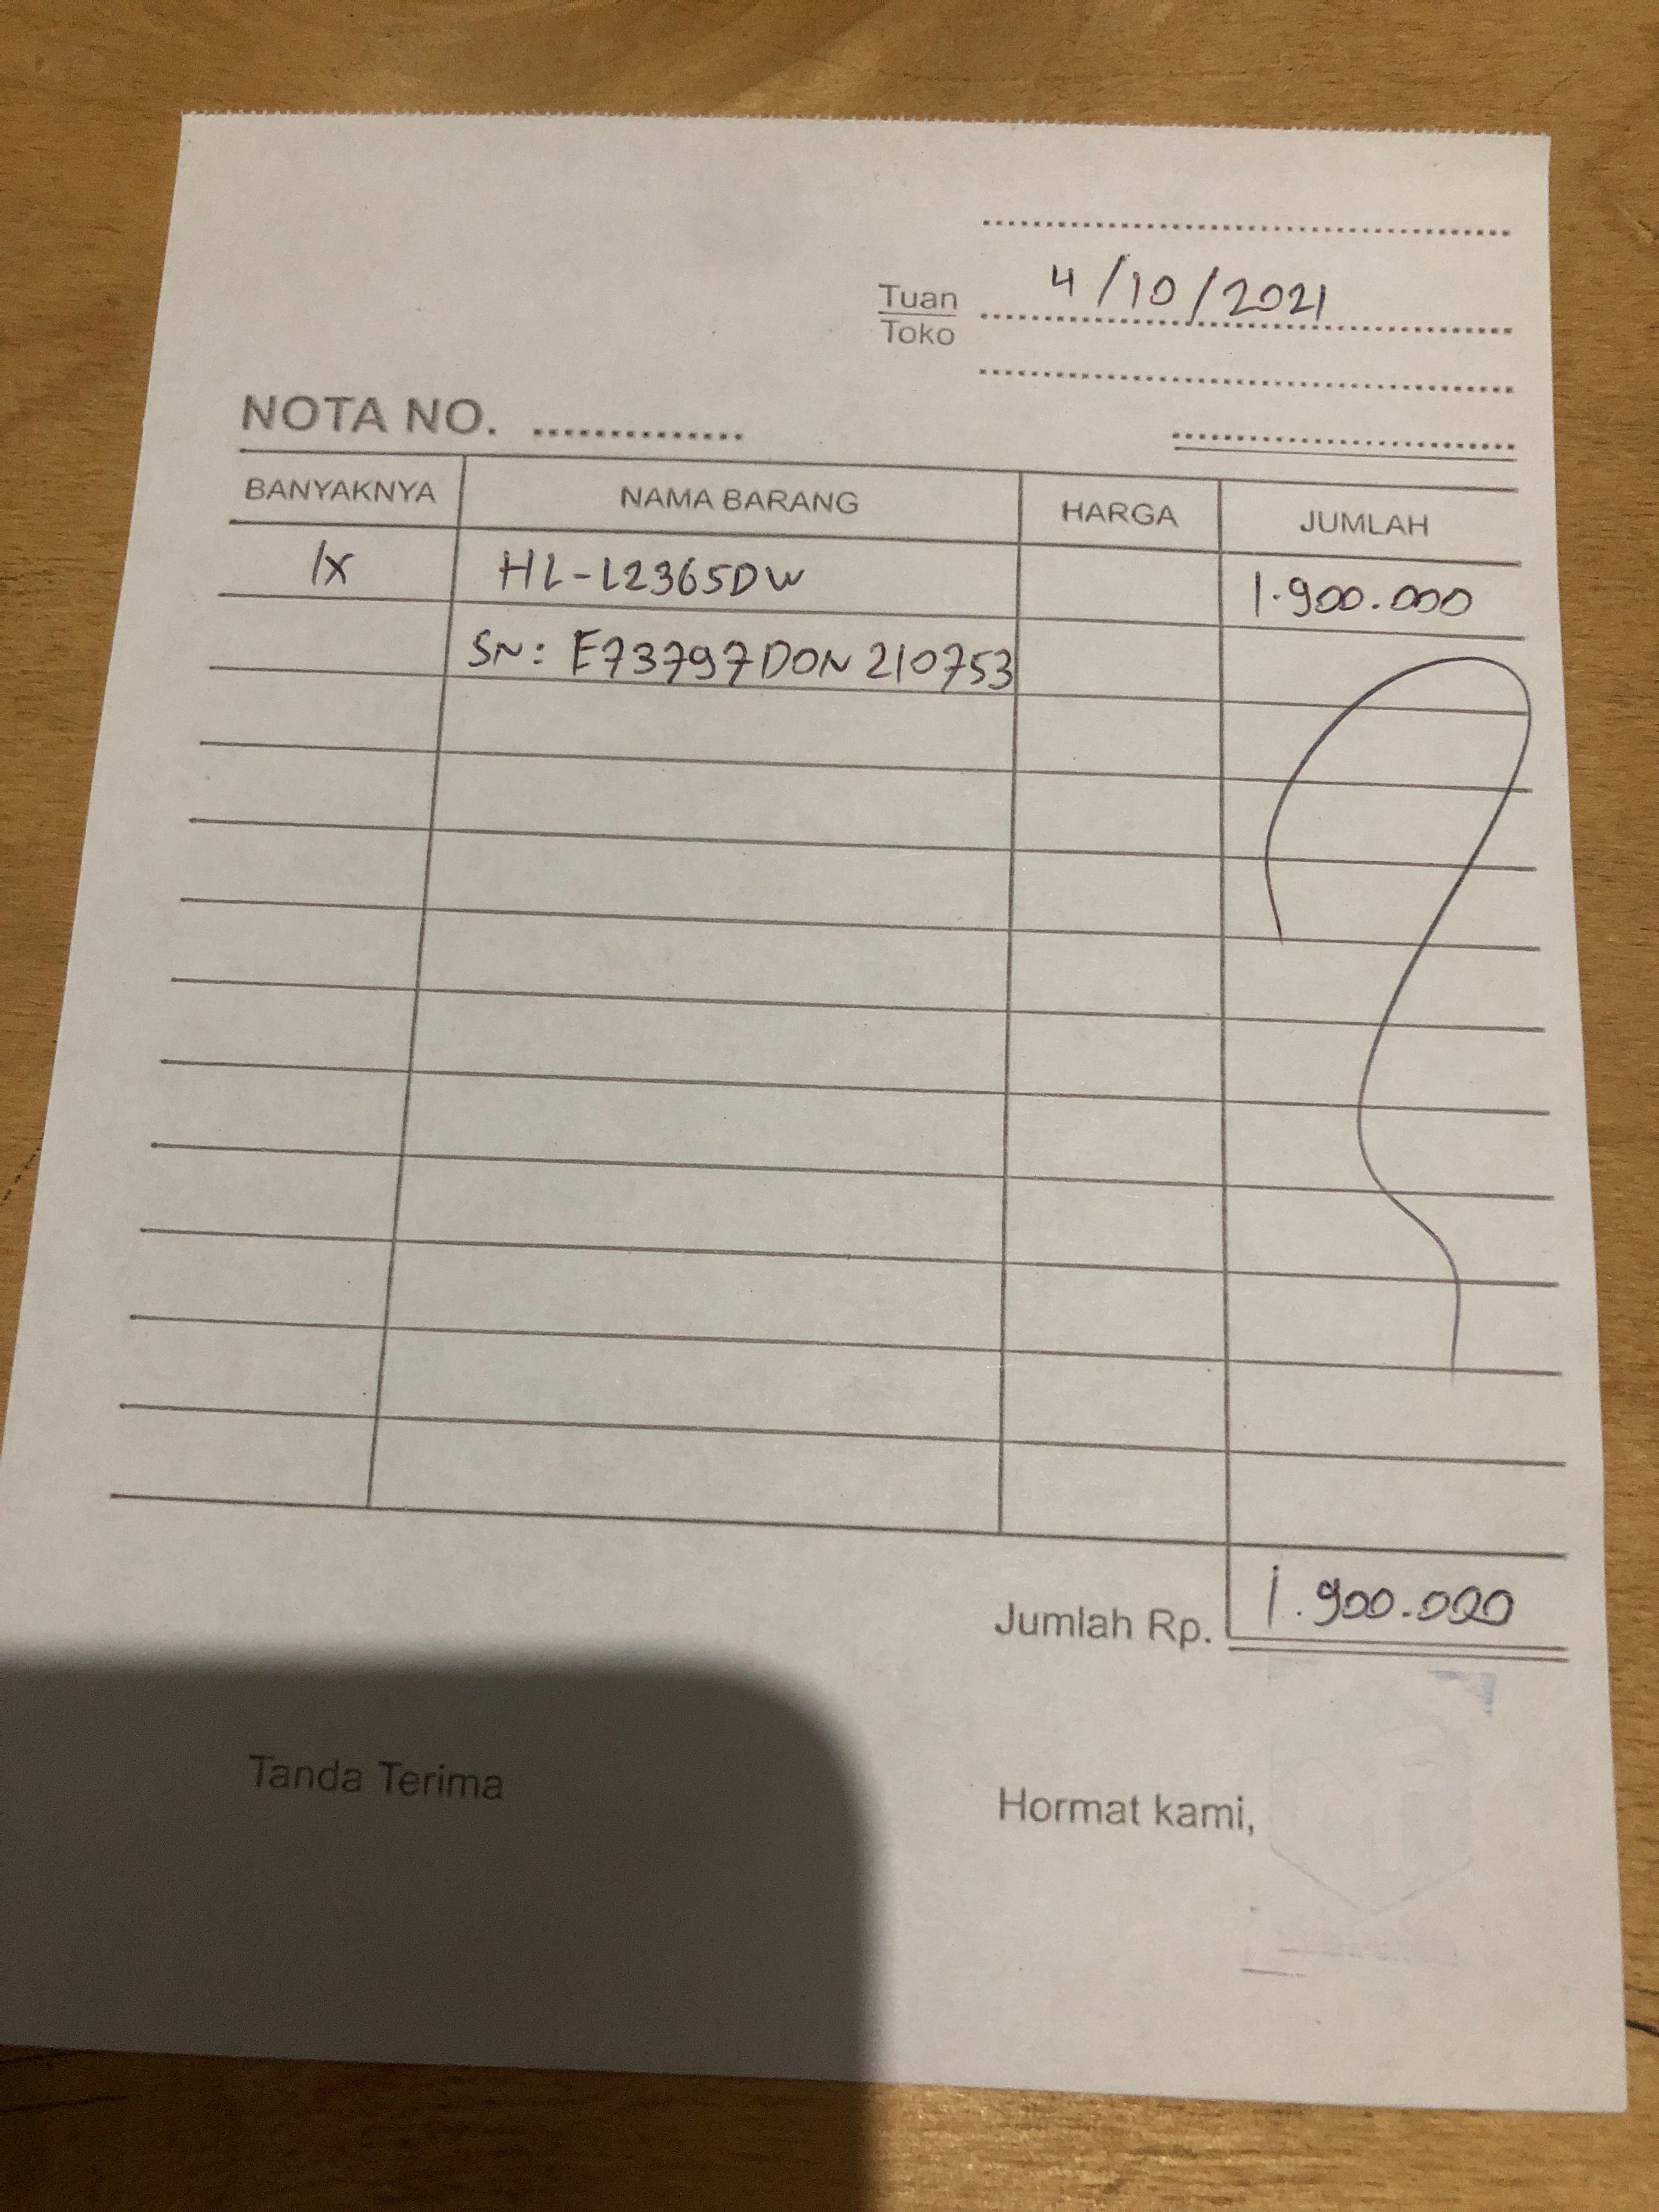 4/10/2021
Tuan
Toko
NOTA NO.
BANYAKNYA NAMA BARANG HARGA JUMLAH
1x HL-L2365DW 1.900.000
SN: E73797D0N210753
Jumlah Rp. 1.900.000
Tanda Terima Hormat kami,